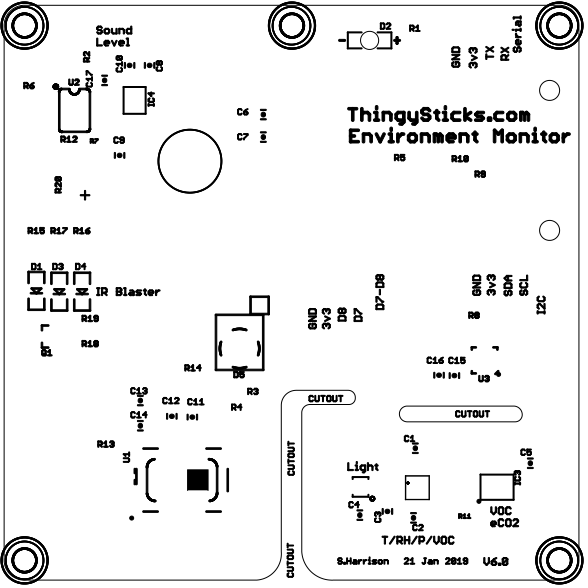 Sound
Level
D2
R1
GND
3v3
TX
RX
Serial
R2
C10
C8
R6
U2
C17
IC4
ThingySticks.com
Environment Monitor
C6
C7
R12
R7
C9
R5
R10
R9
R20
R15 R17 R16
D1 D3 D4
IR Blaster
R19
Q1
R18
GND
3v3
D8
D7
D7-D8
GND
3v3
SDA
SCL
I2C
C16 C15
U3
R14
D5
R3
R4
C13
C14
C12 C11
CUTOUT
CUTOUT
CUTOUT
CUTOUT
R13
U1
C1
C5
IC3
Light
C4
C3
C2
R11
VOC
eCO2
T/RH/P/VOC
S.Harrison 21 Jan 2019 V6.0